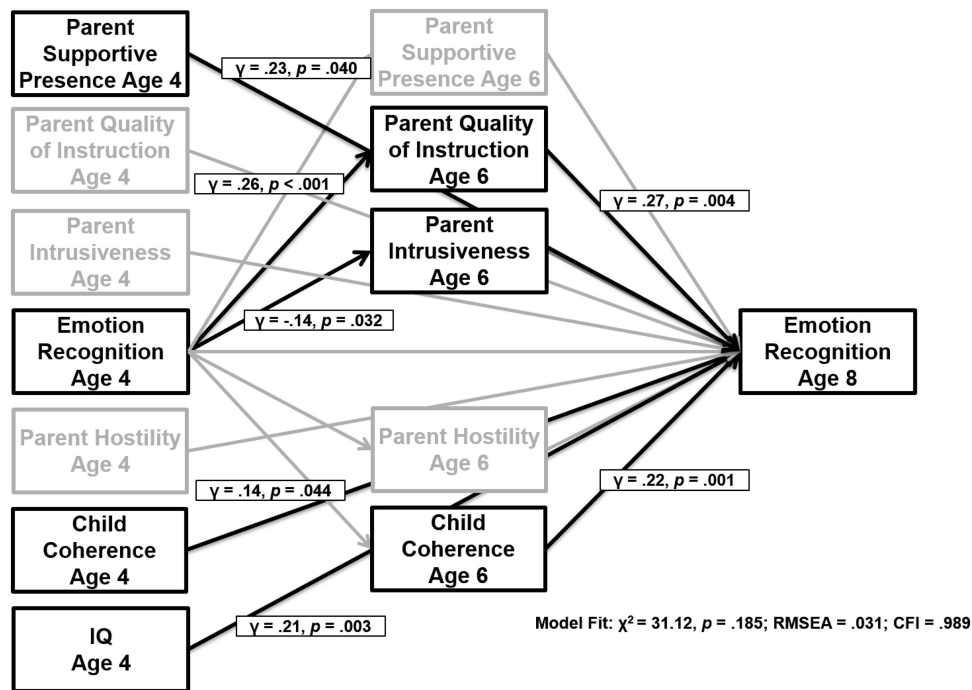 Parent
Supportive
Presence Age 4
Parent Quality
of Instruction
Age 4
Parent
Intrusiveness
Age 4
Emotion
Recognition
Age 4
Parent Hostility
Age 4
Child
Coherence
Age 4
IQ
Age 4
γ = .23, p = .040
γ = .26, p < .001
γ = -.14, p = .032
γ = .14, p = .044
γ = .21, p = .003
Parent
Supportive
Presence Age 6
Parent Quality
of Instruction
Age 6
Parent
Intrusiveness
Age 6
Parent Hostility
Age 6
Child
Coherence
Age 6
γ = .27, p = .004
γ = .22, p = .001
Emotion
Recognition
Age 8
Model Fit: χ² = 31.12, p = .185; RMSEA = .031; CFI = .989